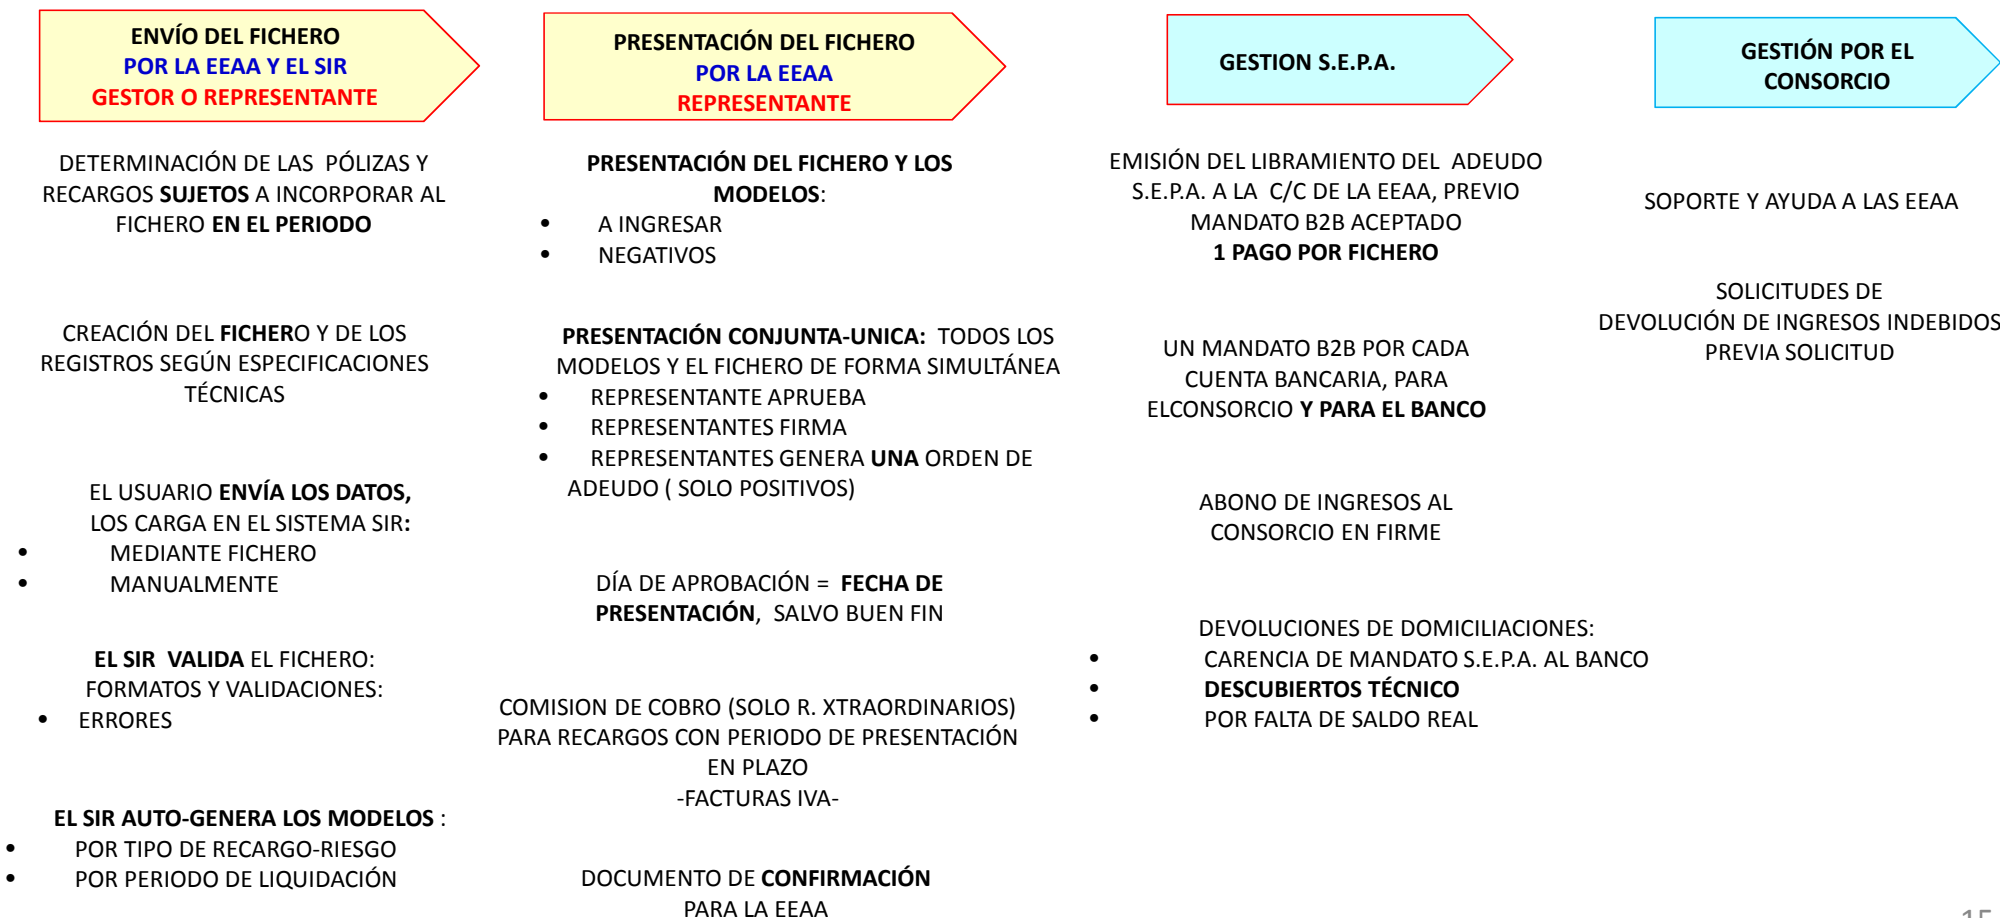 ENVÍO DEL FICHERO
POR LA EEAA Y EL SIR
GESTOR O REPRESENTANTE
DETERMINACIÓN DE LAS PÓLIZAS Y
RECARGOS SUJETOS A INCORPORAR AL
FICHERO EN EL PERIODO
CREACIÓN DEL FICHERO Y DE LOS
REGISTROS SEGÚN ESPECIFICACIONES
TÉCNICAS
EL USUARIO ENVÍA LOS DATOS,
LOS CARGA EN EL SISTEMA SIR:
• MEDIANTE FICHERO
• MANUALMENTE
EL SIR VALIDA EL FICHERO:
FORMATOS Y VALIDACIONES:
• ERRORES
EL SIR AUTO-GENERA LOS MODELOS :
• POR TIPO DE RECARGO-RIESGO
• POR PERIODO DE LIQUIDACIÓN
PRESENTACIÓN DEL FICHERO
POR LA EEAA
REPRESENTANTE
PRESENTACIÓN DEL FICHERO Y LOS
MODELOS:
• A INGRESAR
• NEGATIVOS
PRESENTACIÓN CONJUNTA-UNICA: TODOS LOS
MODELOS Y EL FICHERO DE FORMA SIMULTÁNEA
• REPRESENTANTE APRUEBA
• REPRESENTANTES FIRMA
• REPRESENTANTES GENERA UNA ORDEN DE
ADEUDO ( SOLO POSITIVOS)
DÍA DE APROBACIÓN = FECHA DE
PRESENTACIÓN, SALVO BUEN FIN
COMISION DE COBRO (SOLO R. XTRAORDINARIOS)
PARA RECARGOS CON PERIODO DE PRESENTACIÓN
EN PLAZO
-FACTURAS IVA-
DOCUMENTO DE CONFIRMACIÓN
PARA LA EEAA
GESTION S.E.P.A.
EMISIÓN DEL LIBRAMIENTO DEL ADEUDO
S.E.P.A. A LA C/C DE LA EEAA, PREVIO
MANDATO B2B ACEPTADO
1 PAGO POR FICHERO
UN MANDATO B2B POR CADA
CUENTA BANCARIA, PARA
ELCONSORCIO Y PARA EL BANCO
ABONO DE INGRESOS AL
CONSORCIO EN FIRME
DEVOLUCIONES DE DOMICILIACIONES:
• CARENCIA DE MANDATO S.E.P.A. AL BANCO
• DESCUBIERTOS TÉCNICO
• POR FALTA DE SALDO REAL
GESTIÓN POR EL
CONSORCIO
SOPORTE Y AYUDA A LAS EEAA
SOLICITUDES DE
DEVOLUCIÓN DE INGRESOS INDEBIDOS
PREVIA SOLICITUD
15